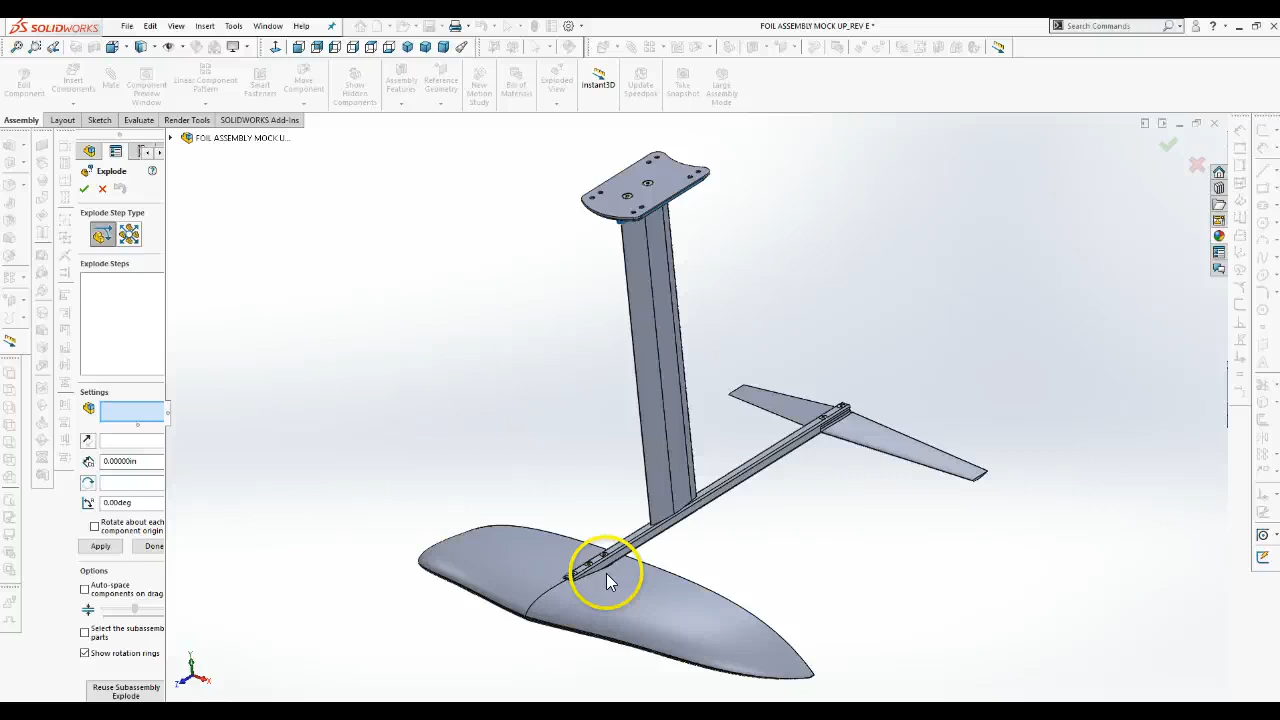 SOLIDWORKS File Edit View Insert Tools Window Help FOIL ASSEMBLY MOCK UP_REV E * Search Commands ?
Edit Component
Insert Components
Mate
Component Preview Window
Linear Component Pattern
Smart Fasteners
Move Component
Show Hidden Components
Assembly Features
Reference Geometry
New Motion Study
Bill of Materials
Exploded View
Instant3D
Update Speedpak
Take Snapshot
Large Assembly Mode
Assembly Layout Sketch Evaluate Render Tools SOLIDWORKS Add-Ins
FOIL ASSEMBLY MOCK U...
Explode
Explode Step Type
Explode Steps
Settings
0.00000in
0.00deg
Rotate about each
component origin
Apply Done
Options
Auto-space
components on drag
Select the subassemb
parts
Show rotation rings
Reuse Subassembly
Explode
Y
Z X